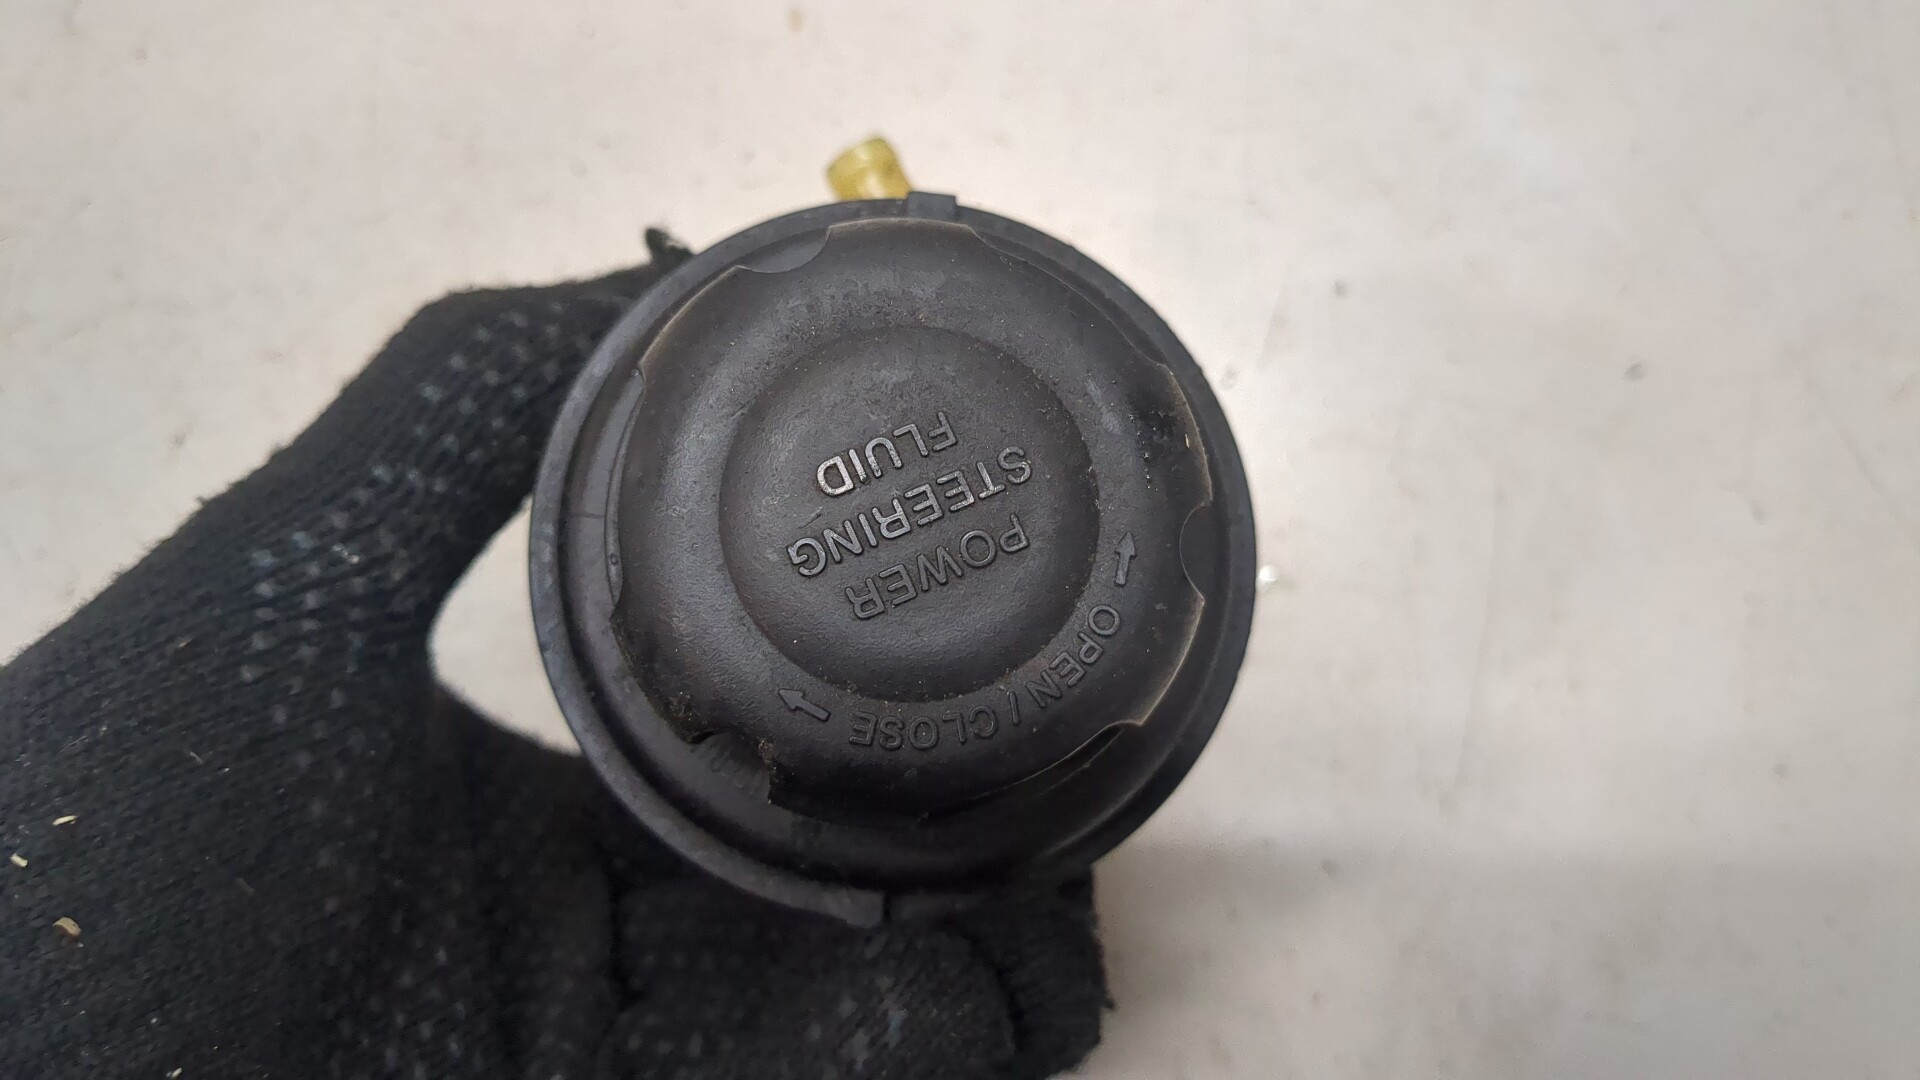 POWER
STEERING
FLUID
OPEN / CLOSE